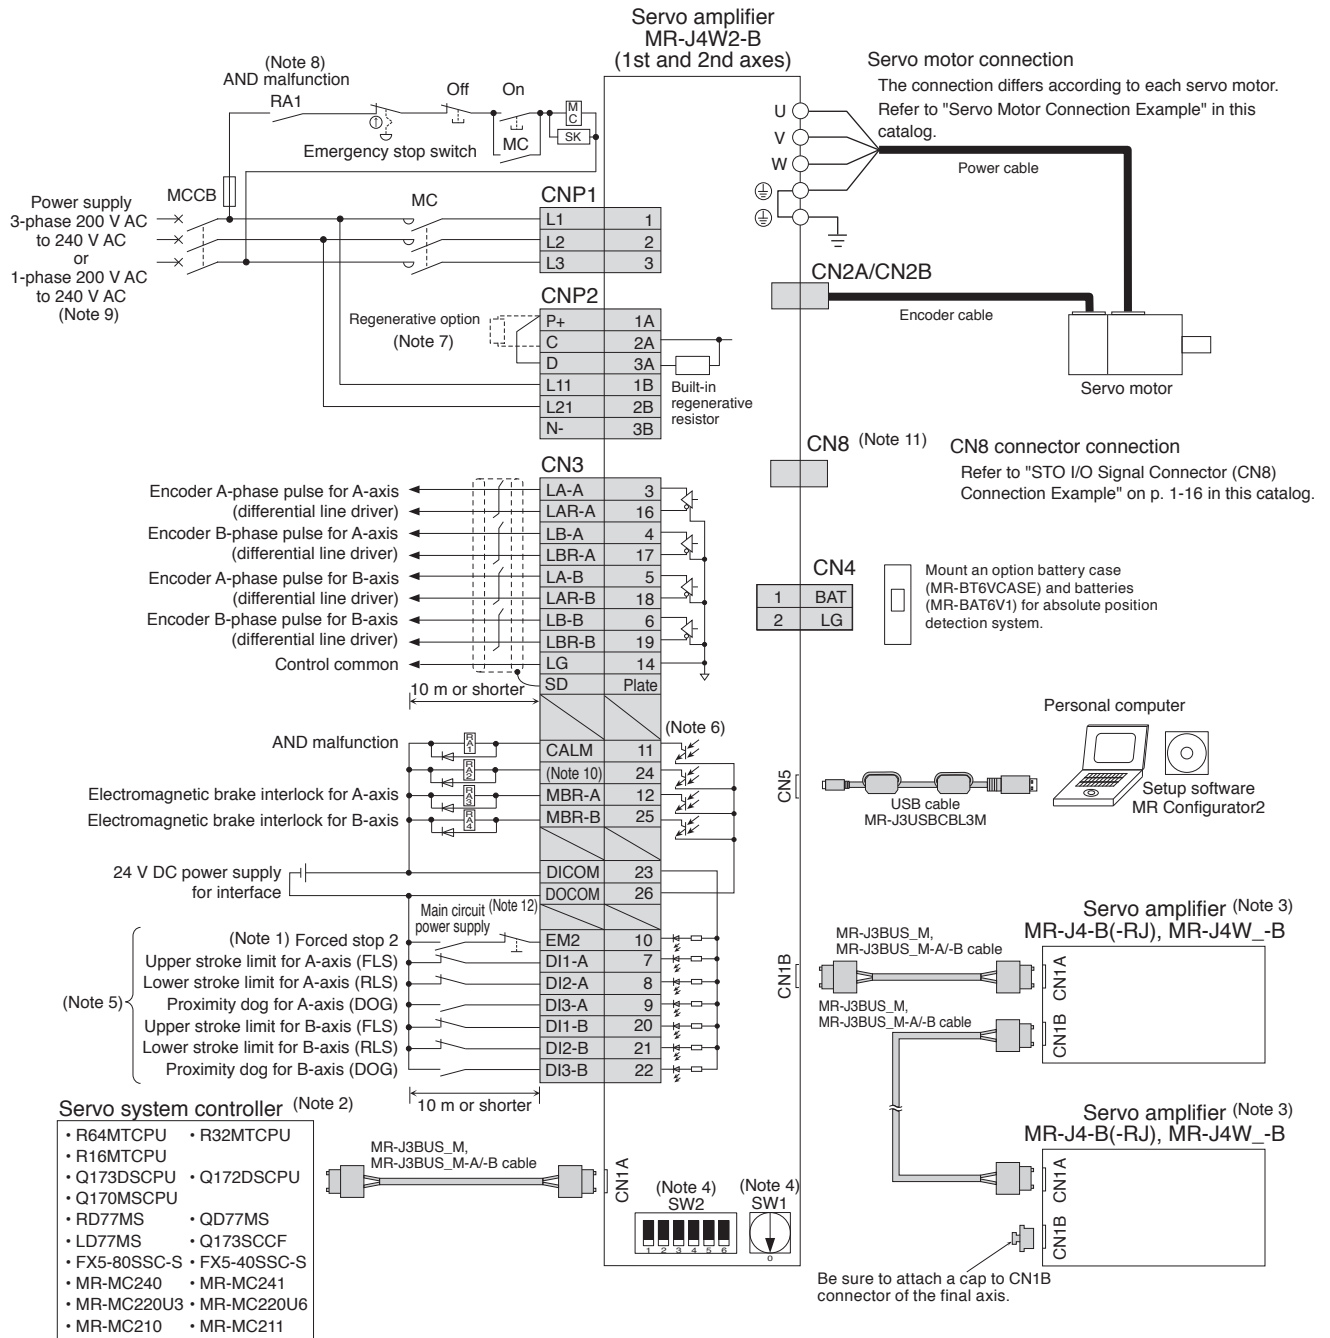 Servo amplifier
MR-J4W2-B
(1st and 2nd axes)
(Note 8)
AND malfunction
RA1
Off
On
M
C
SK
MC
Emergency stop switch
MCCB
MC
Power supply
3-phase 200 V AC
to 240 V AC
or
1-phase 200 V AC
to 240 V AC
(Note 9)
CNP1
L1 1
L2 2
L3 3
CNP2
Regenerative option
(Note 7)
P+ 1A
C 2A
D 3A
L11 1B
L21 2B
N- 3B
Built-in
regenerative
resistor
Servo motor connection
The connection differs according to each servo motor.
Refer to "Servo Motor Connection Example" in this
catalog.
U
V
W
Power cable
CN2A/CN2B
Encoder cable
Servo motor
CN8 (Note 11)
CN8 connector connection
Refer to "STO I/O Signal Connector (CN8)
Connection Example" on p. 1-16 in this catalog.
CN3
Encoder A-phase pulse for A-axis
(differential line driver)
Encoder B-phase pulse for A-axis
(differential line driver)
Encoder A-phase pulse for B-axis
(differential line driver)
Encoder B-phase pulse for B-axis
(differential line driver)
Control common
LA-A 3
LAR-A 16
LB-A 4
LBR-A 17
LA-B 5
LAR-B 18
LB-B 6
LBR-B 19
LG 14
SD Plate
10 m or shorter
CN4
1 BAT
2 LG
Mount an option battery case
(MR-BT6VCASE) and batteries
(MR-BAT6V1) for absolute position
detection system.
(Note 6)
AND malfunction
RA1
CALM 11
RA2
(Note 10) 24
Electromagnetic brake interlock for A-axis
RA3
MBR-A 12
Electromagnetic brake interlock for B-axis
RA4
MBR-B 25
24 V DC power supply
for interface
DICOM 23
DOCOM 26
Main circuit (Note 12)
power supply
(Note 5)
(Note 1) Forced stop 2
Upper stroke limit for A-axis (FLS)
Lower stroke limit for A-axis (RLS)
Proximity dog for A-axis (DOG)
Upper stroke limit for B-axis (FLS)
Lower stroke limit for B-axis (RLS)
Proximity dog for B-axis (DOG)
EM2 10
DI1-A 7
DI2-A 8
DI3-A 9
DI1-B 20
DI2-B 21
DI3-B 22
10 m or shorter
CN5
USB cable
MR-J3USBCBL3M
Personal computer
Setup software
MR Configurator2
CN1B
MR-J3BUS_M,
MR-J3BUS_M-A/-B cable
MR-J3BUS_M,
MR-J3BUS_M-A/-B cable
Servo amplifier (Note 3)
MR-J4-B(-RJ), MR-J4W_-B
CN1A
CN1B
Servo amplifier (Note 3)
MR-J4-B(-RJ), MR-J4W_-B
CN1A
CN1B
Be sure to attach a cap to CN1B
connector of the final axis.
Servo system controller (Note 2)
• R64MTCPU • R32MTCPU
• R16MTCPU
• Q173DSCPU • Q172DSCPU
• Q170MSCPU
• RD77MS • QD77MS
• LD77MS • Q173SCCF
• FX5-80SSC-S • FX5-40SSC-S
• MR-MC240 • MR-MC241
• MR-MC220U3 • MR-MC220U6
• MR-MC210 • MR-MC211
MR-J3BUS_M,
MR-J3BUS_M-A/-B cable
CN1A
(Note 4)
SW2
1 2 3 4 5 6
(Note 4)
SW1
0